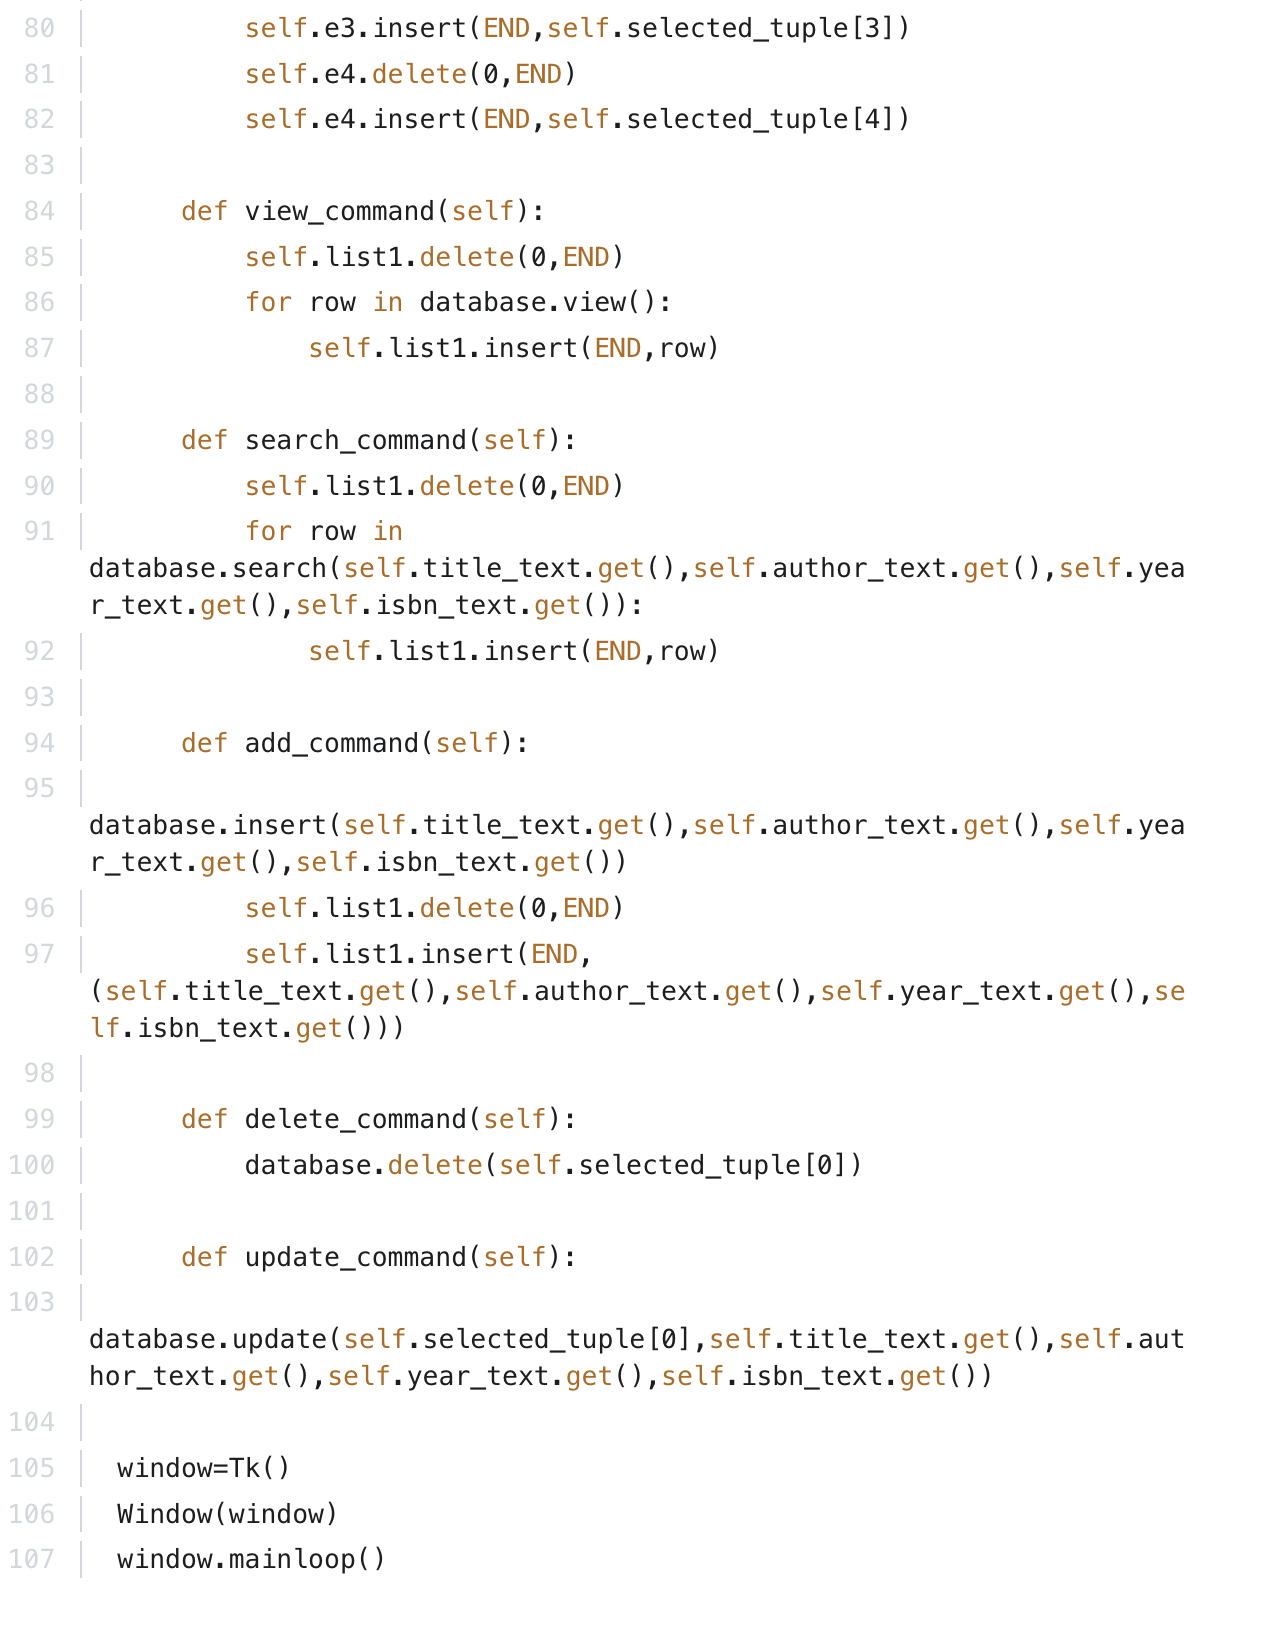 80 self.e3.insert(END,self.selected_tuple[3])
81 self.e4.delete(0,END)
82 self.e4.insert(END,self.selected_tuple[4])
83
84 def view_command(self):
85 self.list1.delete(0,END)
86 for row in database.view():
87 self.list1.insert(END,row)
88
89 def search_command(self):
90 self.list1.delete(0,END)
91 for row in
database.search(self.title_text.get(),self.author_text.get(),self.yea
r_text.get(),self.isbn_text.get()):
92 self.list1.insert(END,row)
93
94 def add_command(self):
95
database.insert(self.title_text.get(),self.author_text.get(),self.yea
r_text.get(),self.isbn_text.get())
96 self.list1.delete(0,END)
97 self.list1.insert(END,
(self.title_text.get(),self.author_text.get(),self.year_text.get(),se
lf.isbn_text.get()))
98
99 def delete_command(self):
100 database.delete(self.selected_tuple[0])
101
102 def update_command(self):
103
database.update(self.selected_tuple[0],self.title_text.get(),self.aut
hor_text.get(),self.year_text.get(),self.isbn_text.get())
104
105 window=Tk()
106 Window(window)
107 window.mainloop()